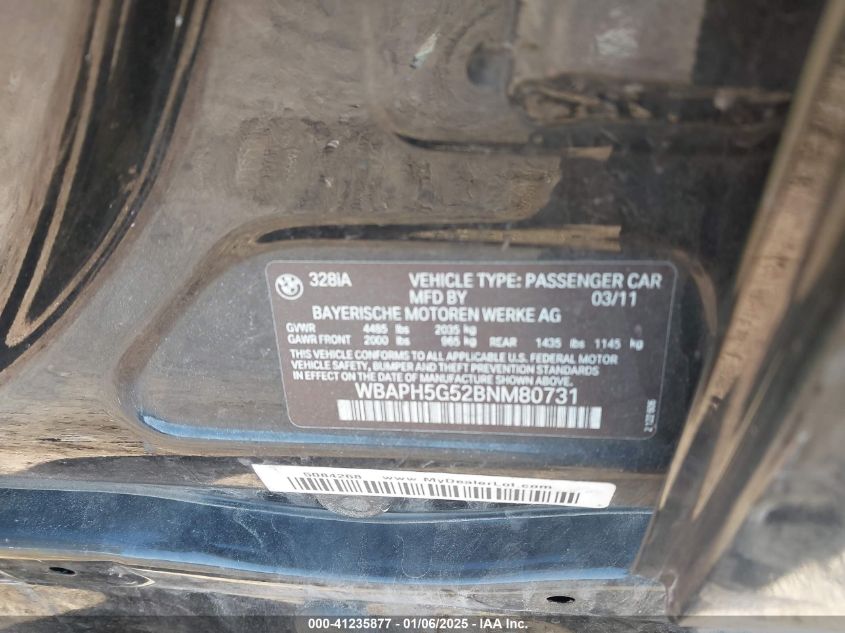 328iA VEHICLE TYPE: PASSENGER CAR
MFD BY 03/11
BAYERISCHE MOTOREN WERKE AG
GVWR 4485 lbs 2035 kg
GAWR FRONT 2000 lbs 965 kg REAR 1435 lbs 1145 kg
THIS VEHICLE CONFORMS TO ALL APPLICABLE U.S. FEDERAL MOTOR
VEHICLE SAFETY, BUMPER AND THEFT PREVENTION STANDARDS
IN EFFECT ON THE DATE OF MANUFACTURE SHOWN ABOVE.
WBAPH5G52BNM80731
S084268 www.MyDealerLot.com
000-41235877 - 01/06/2025 - IAA Inc.